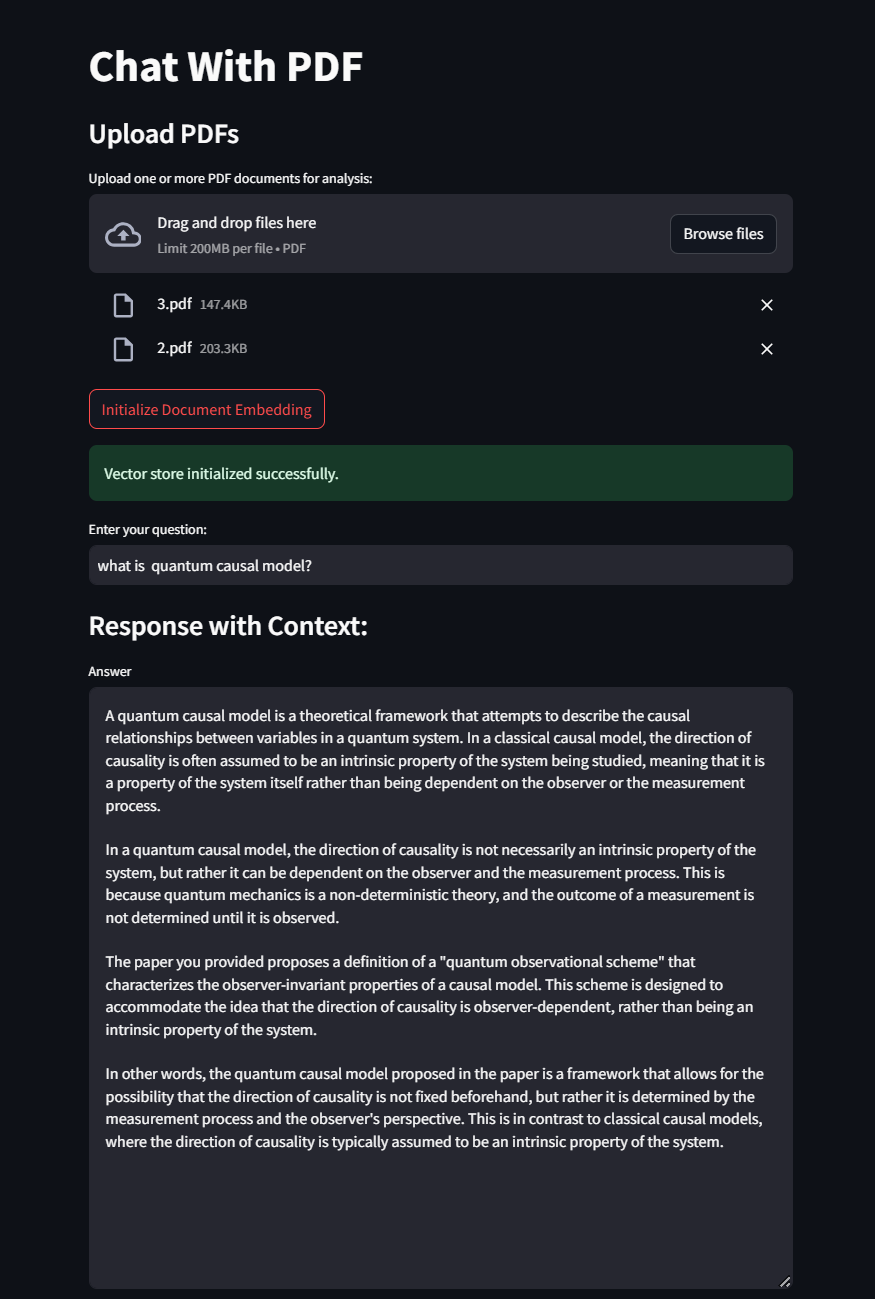 Chat With PDF
Upload PDFs
Upload one or more PDF documents for analysis:
Drag and drop files here
Limit 200MB per file • PDF
Browse files
3.pdf 147.4KB
2.pdf 203.3KB
Initialize Document Embedding
Vector store initialized successfully.
Enter your question:
what is  quantum causal model?
Response with Context:
Answer
A quantum causal model is a theoretical framework that attempts to describe the causal
relationships between variables in a quantum system. In a classical causal model, the direction of
causality is often assumed to be an intrinsic property of the system being studied, meaning that it is
a property of the system itself rather than being dependent on the observer or the measurement
process.
In a quantum causal model, the direction of causality is not necessarily an intrinsic property of the
system, but rather it can be dependent on the observer and the measurement process. This is
because quantum mechanics is a non-deterministic theory, and the outcome of a measurement is
not determined until it is observed.
The paper you provided proposes a definition of a "quantum observational scheme" that
characterizes the observer-invariant properties of a causal model. This scheme is designed to
accommodate the idea that the direction of causality is observer-dependent, rather than being an
intrinsic property of the system.
In other words, the quantum causal model proposed in the paper is a framework that allows for the
possibility that the direction of causality is not fixed beforehand, but rather it is determined by the
measurement process and the observer's perspective. This is in contrast to classical causal models,
where the direction of causality is typically assumed to be an intrinsic property of the system.